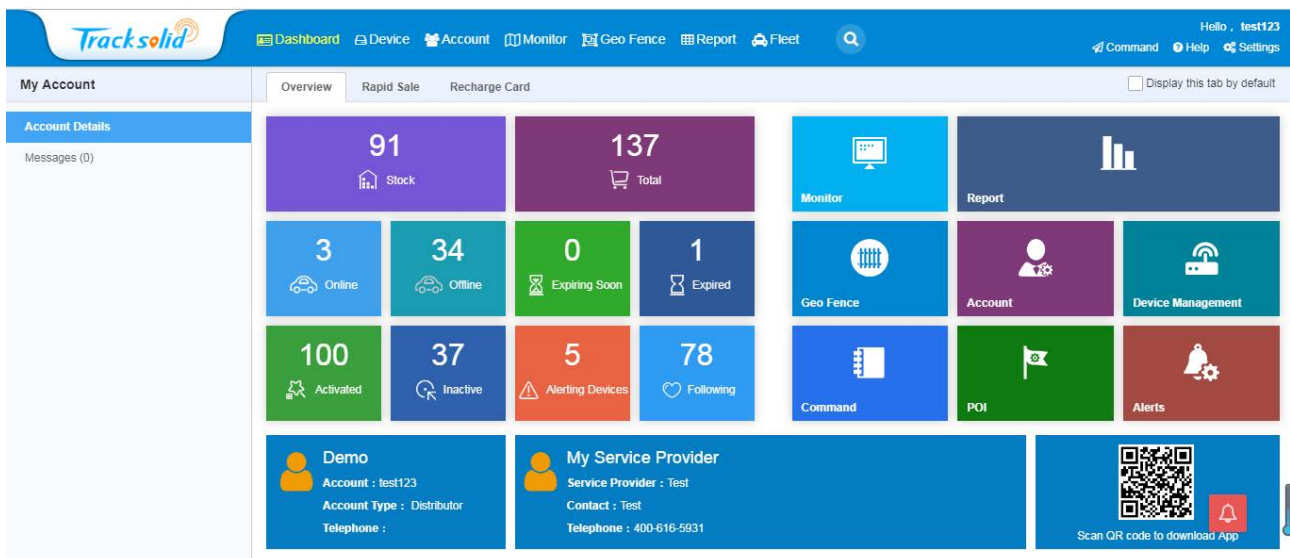 Tracksolid
Dashboard Device Account Monitor Geo Fence Report Fleet
Hello , test123
Command Help Settings
My Account
Overview Rapid Sale Recharge Card
Display this tab by default
Account Details
Messages (0)
91
Stock
137
Total
3
Online
34
Offline
0
Expiring Soon
1
Expired
100
Activated
37
Inactive
5
Alerting Devices
78
Following
Monitor
Report
Geo Fence
Account
Device Management
Command
POI
Alerts
Demo
Account : test123
Account Type : Distributor
Telephone :
My Service Provider
Service Provider : Test
Contact : Test
Telephone : 400-616-5931
Scan QR code to download App